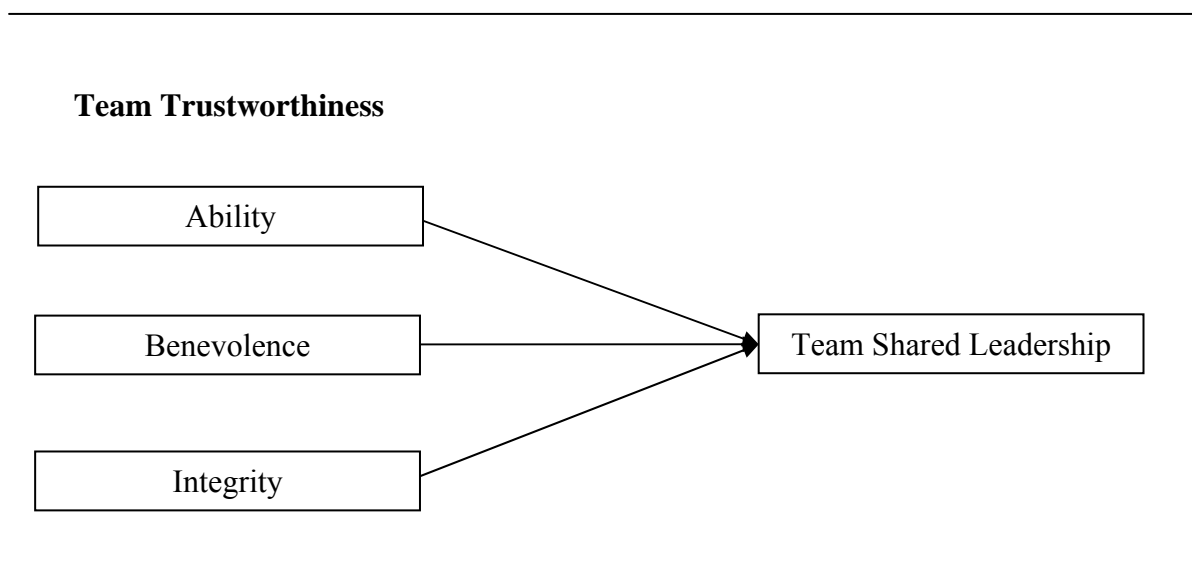 Team Trustworthiness
Ability
Benevolence
Team Shared Leadership
Integrity